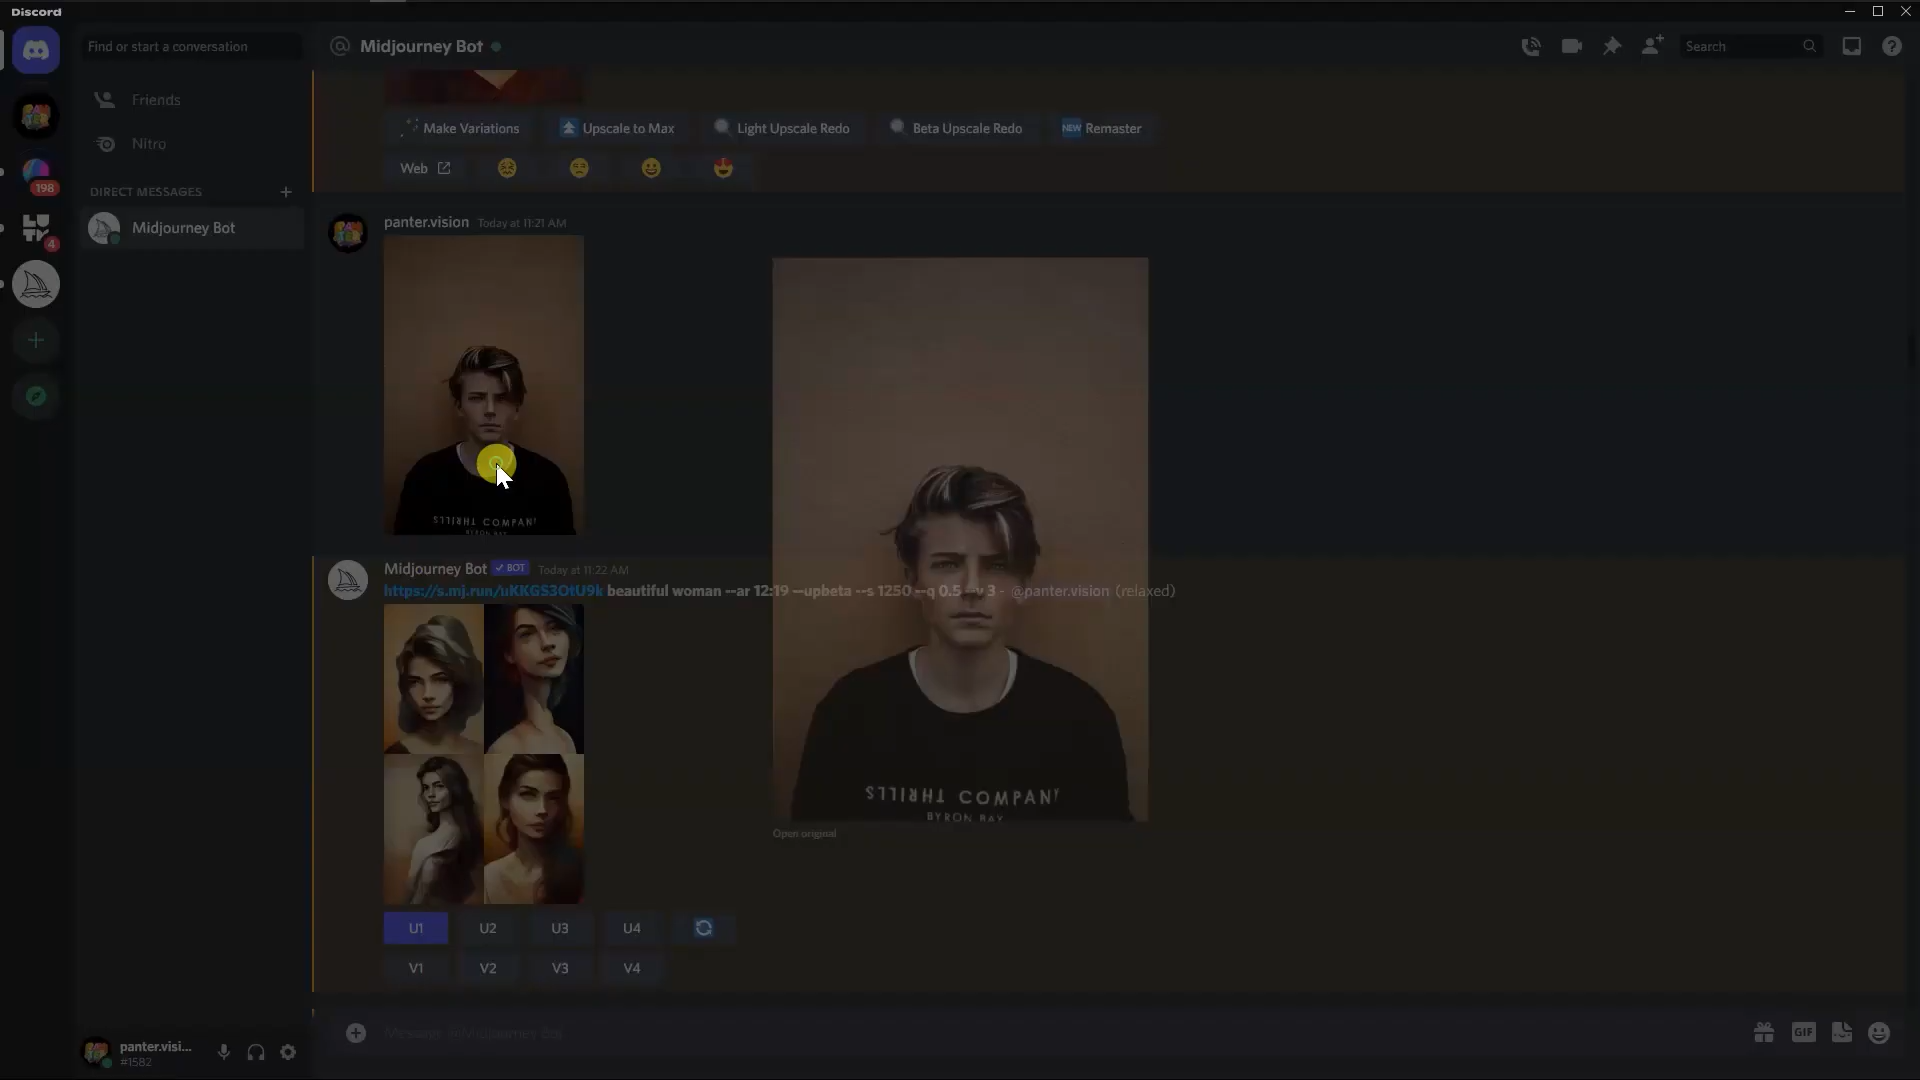 Discord
Find or start a conversation
Midjourney Bot
Search
Friends
Nitro
DIRECT MESSAGES
Midjourney Bot
198
4
Make Variations
Upscale to Max
Light Upscale Redo
Beta Upscale Redo
NEW Remaster
Web
panter.vision Today at 11:21 AM
THRILLS COMPANY
BYRON BAY
Open original
Midjourney Bot BOT Today at 11:22 AM
https://s.mj.run/uKKGS3OtU9k beautiful woman --ar 12:19 --upbeta --s 1250 --q 0.5 --v 3 - @panter.vision (relaxed)
U1 U2 U3 U4
V1 V2 V3 V4
Message @Midjourney Bot
GIF
panter.visi...
#1582